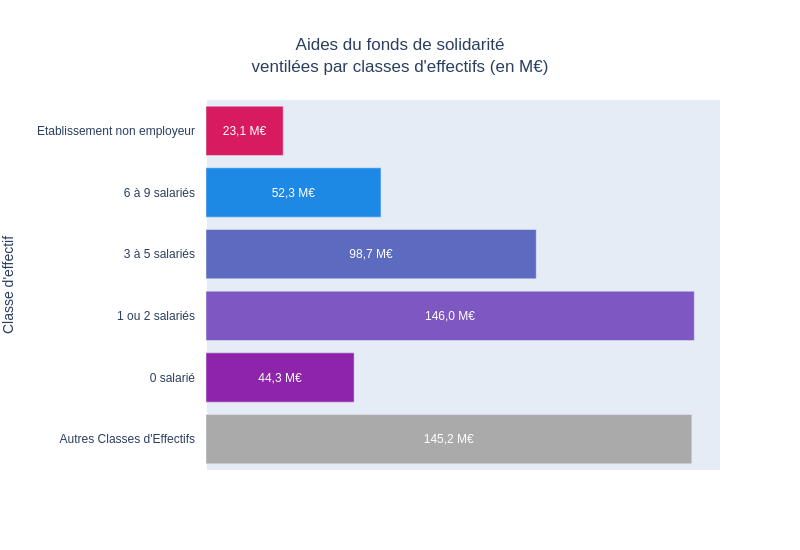 Aides du fonds de solidarité
ventilées par classes d'effectifs (en M€)
Classe d'effectif
Etablissement non employeur 23,1 M€
6 à 9 salariés 52,3 M€
3 à 5 salariés 98,7 M€
1 ou 2 salariés 146,0 M€
0 salarié 44,3 M€
Autres Classes d'Effectifs 145,2 M€